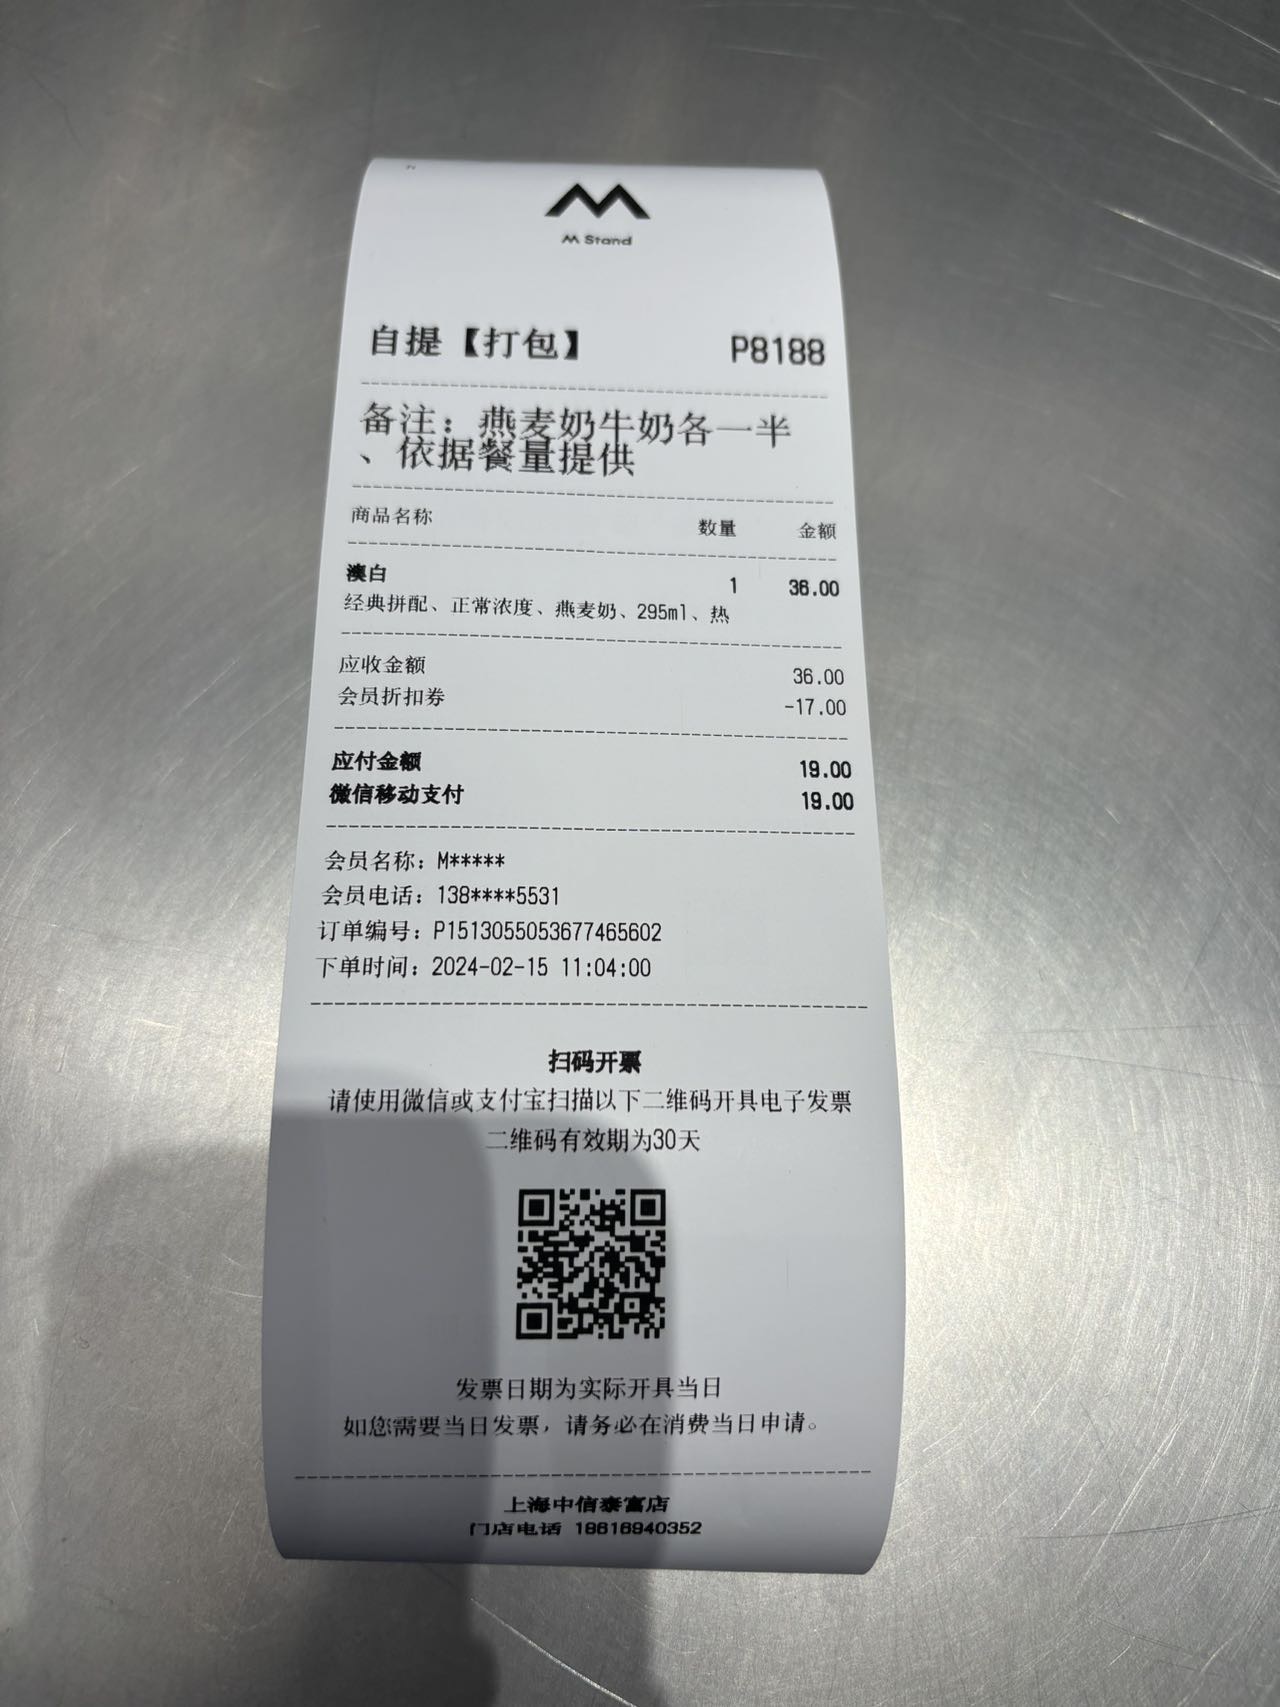 M Stand
自提【打包】 P8188
备注：燕麦奶牛奶各一半
、依据餐量提供
商品名称 数量 金额
澳白 1 36.00
经典拼配、正常浓度、燕麦奶、295ml、热
应收金额 36.00
会员折扣券 -17.00
应付金额 19.00
微信移动支付 19.00
会员名称：M*****
会员电话：138****5531
订单编号：P1513055053677465602
下单时间：2024-02-15 11:04:00
扫码开票
请使用微信或支付宝扫描以下二维码开具电子发票
二维码有效期为30天
发票日期为实际开具当日
如您需要当日发票，请务必在消费当日申请。
上海中信泰富店
门店电话 18616940352